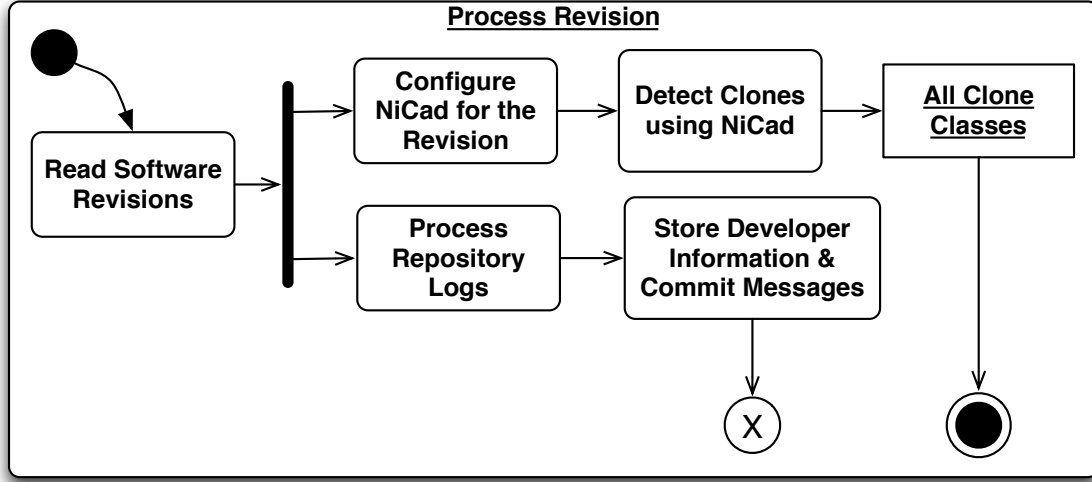 Process Revision
Configure
NiCad for the
Revision
Detect Clones
using NiCad
All Clone
Classes
Read Software
Revisions
Process
Repository
Logs
Store Developer
Information &
Commit Messages
X